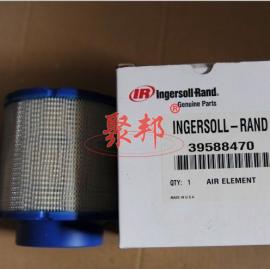 IR Ingersoll-Rand
Genuine Parts
INGERSOLL-RAND
39588470
QTY: 1 AIR ELEMENT
MADE IN U.S.A.
聚邦